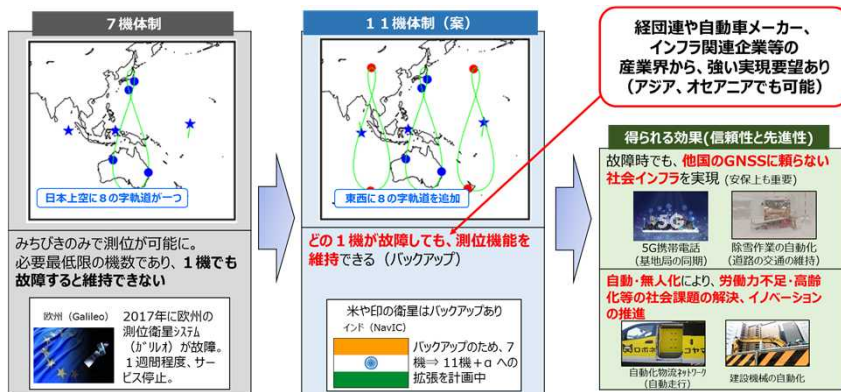 ７機体制
日本上空に８の字軌道が一つ
みちびきのみで測位が可能に。
必要最低限の機数であり、１機でも
故障すると維持できない
欧州（Galileo）
2017年に欧州の
測位衛星ｼｽﾃﾑ
（ｶﾞﾘﾚｵ）が故障。
１週間程度、サー
ビス停止。
１１機体制（案）
東西に８の字軌道を追加
どの１機が故障しても、測位機能を
維持できる（バックアップ）
米や印の衛星はバックアップあり
インド（NavIC）
バックアップのため、７
機⇒ 11機+α への
拡張を計画中
経団連や自動車メーカー、
インフラ関連企業等の
産業界から、強い実現要望あり
（アジア、オセアニアでも可能）
得られる効果(信頼性と先進性)
故障時でも、他国のGNSSに頼らない
社会インフラを実現（安保上も重要）
5G
5G携帯電話
（基地局の同期）
除雪作業の自動化
（道路の交通の維持）
自動・無人化により、労働力不足・高齢
化等の社会課題の解決、イノベーション
の推進
自動化物流ﾈｯﾄﾜｰｸ
（自動走行）
建設機械の自動化